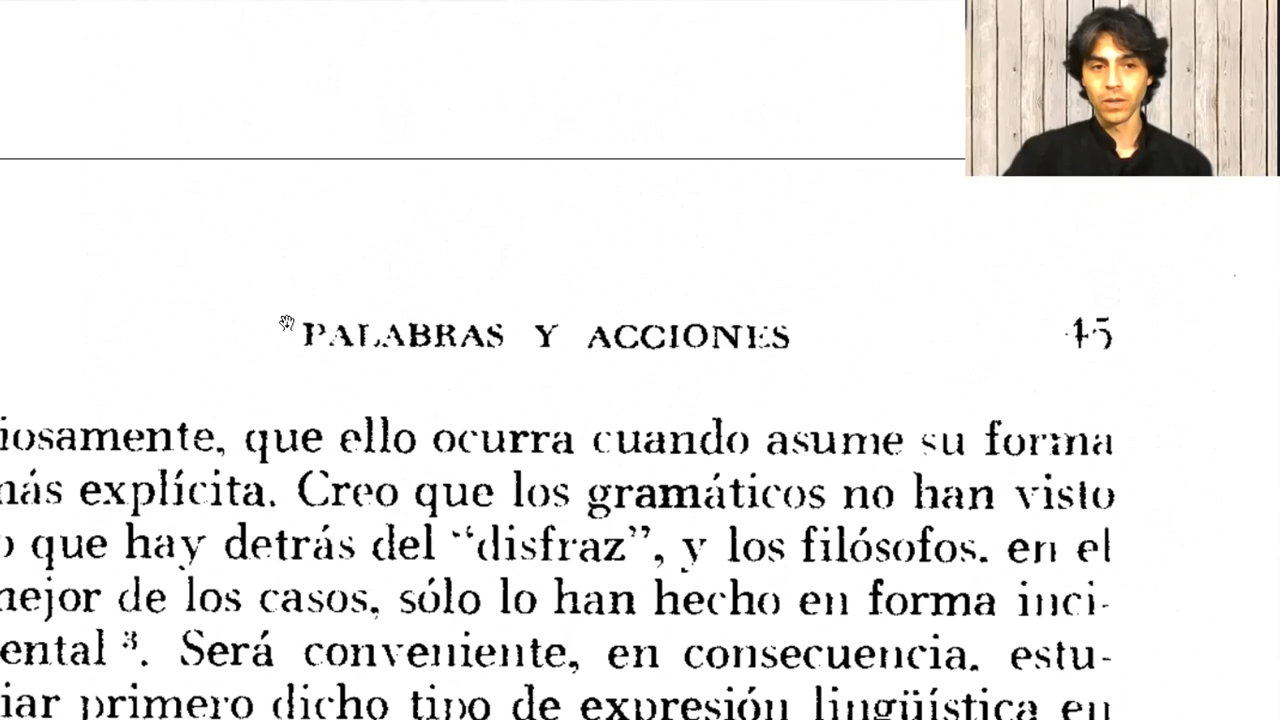 PALABRAS Y ACCIONES 45
iosamente, que ello ocurra cuando asume su forma
más explícita. Creo que los gramáticos no han visto
que hay detrás del “disfraz”, y los filósofos, en el
mejor de los casos, sólo lo han hecho en forma inci-
ental ³. Será conveniente, en consecuencia, estu-
iar primero dicho tipo de expresión lingüística en